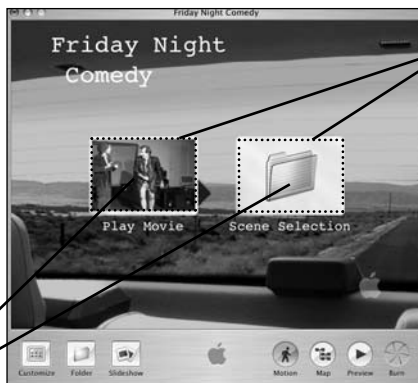 Friday Night Comedy
Friday Night
Comedy
Play Movie
Scene Selection
Customize
Folder
Slideshow
Motion
Map
Preview
Burn